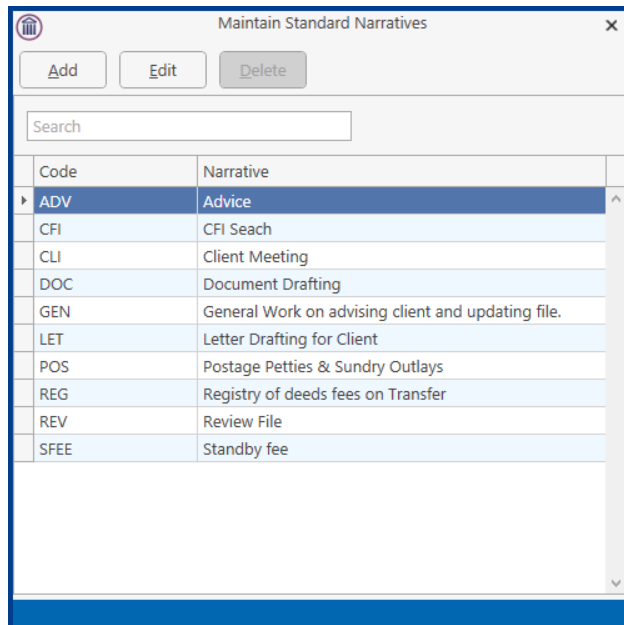 Maintain Standard Narratives
Add Edit Delete
Search
Code Narrative
ADV Advice
CFI CFI Seach
CLI Client Meeting
DOC Document Drafting
GEN General Work on advising client and updating file.
LET Letter Drafting for Client
POS Postage Petties & Sundry Outlays
REG Registry of deeds fees on Transfer
REV Review File
SFEE Standby fee